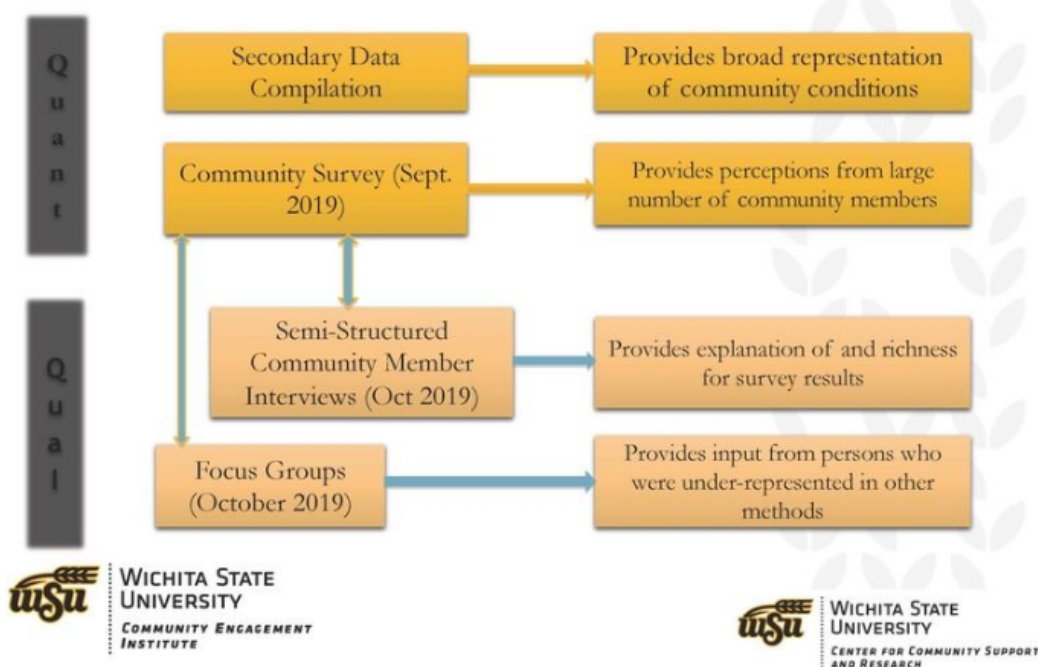 Quant
Secondary Data
Compilation
Provides broad representation
of community conditions
Community Survey (Sept.
2019)
Provides perceptions from large
number of community members
Qual
Semi-Structured
Community Member
Interviews (Oct 2019)
Provides explanation of and richness
for survey results
Focus Groups
(October 2019)
Provides input from persons who
were under-represented in other
methods
WSU
WICHITA STATE
UNIVERSITY
COMMUNITY ENGAGEMENT
INSTITUTE
WSU
WICHITA STATE
UNIVERSITY
CENTER FOR COMMUNITY SUPPORT
AND RESEARCH